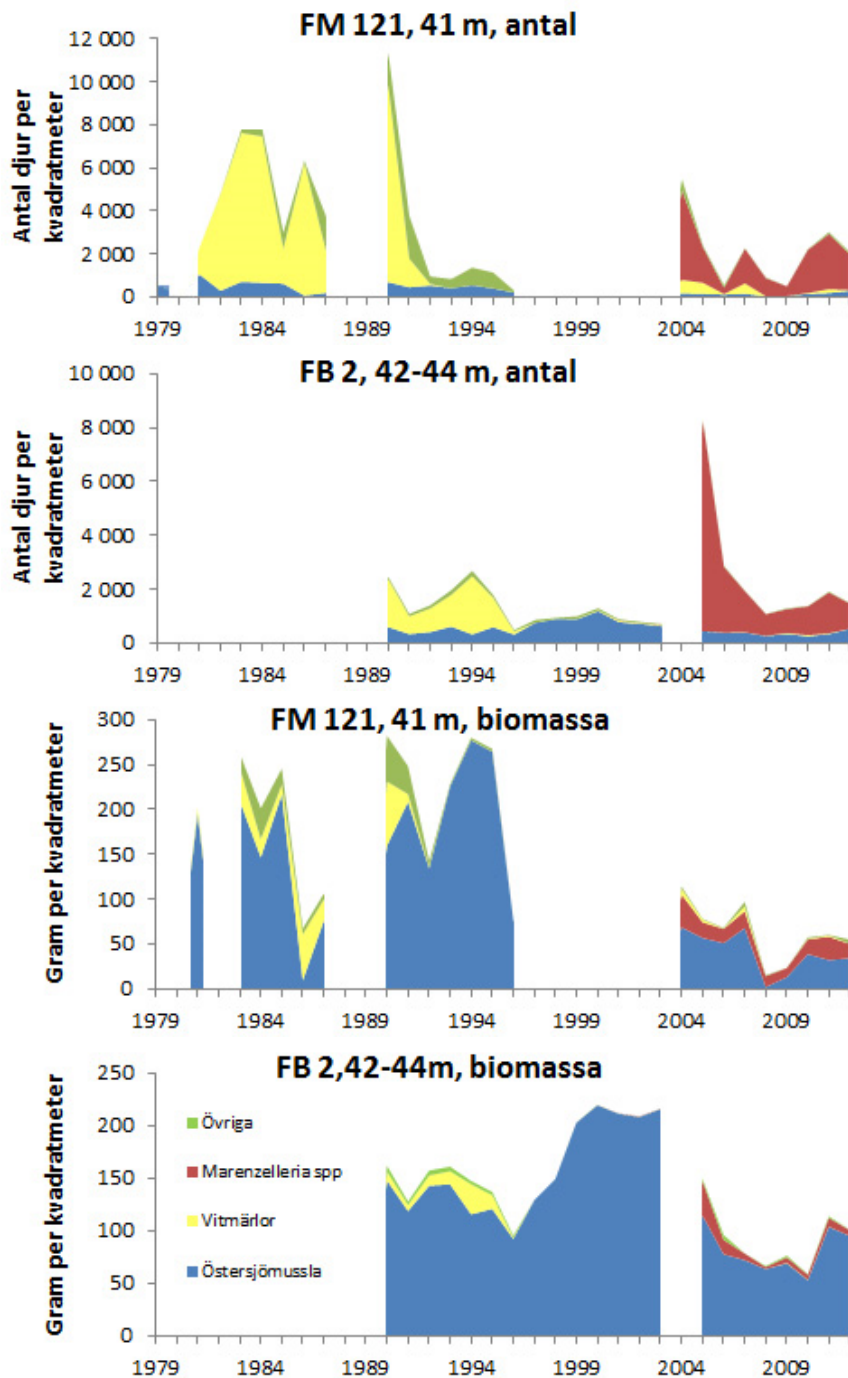 FM 121, 41 m, antal
Antal djur per
kvadratmeter
12 000
10 000
8 000
6 000
4 000
2 000
0
1979 1984 1989 1994 1999 2004 2009
FB 2, 42-44 m, antal
Antal djur per
kvadratmeter
10 000
8 000
6 000
4 000
2 000
0
1979 1984 1989 1994 1999 2004 2009
FM 121, 41 m, biomassa
Gram per kvadratmeter
300
250
200
150
100
50
0
1979 1984 1989 1994 1999 2004 2009
FB 2,42-44m, biomassa
Gram per kvadratmeter
250
200
150
100
50
0
Övriga
Marenzelleria spp
Vitmärlor
Östersjömussla
1979 1984 1989 1994 1999 2004 2009